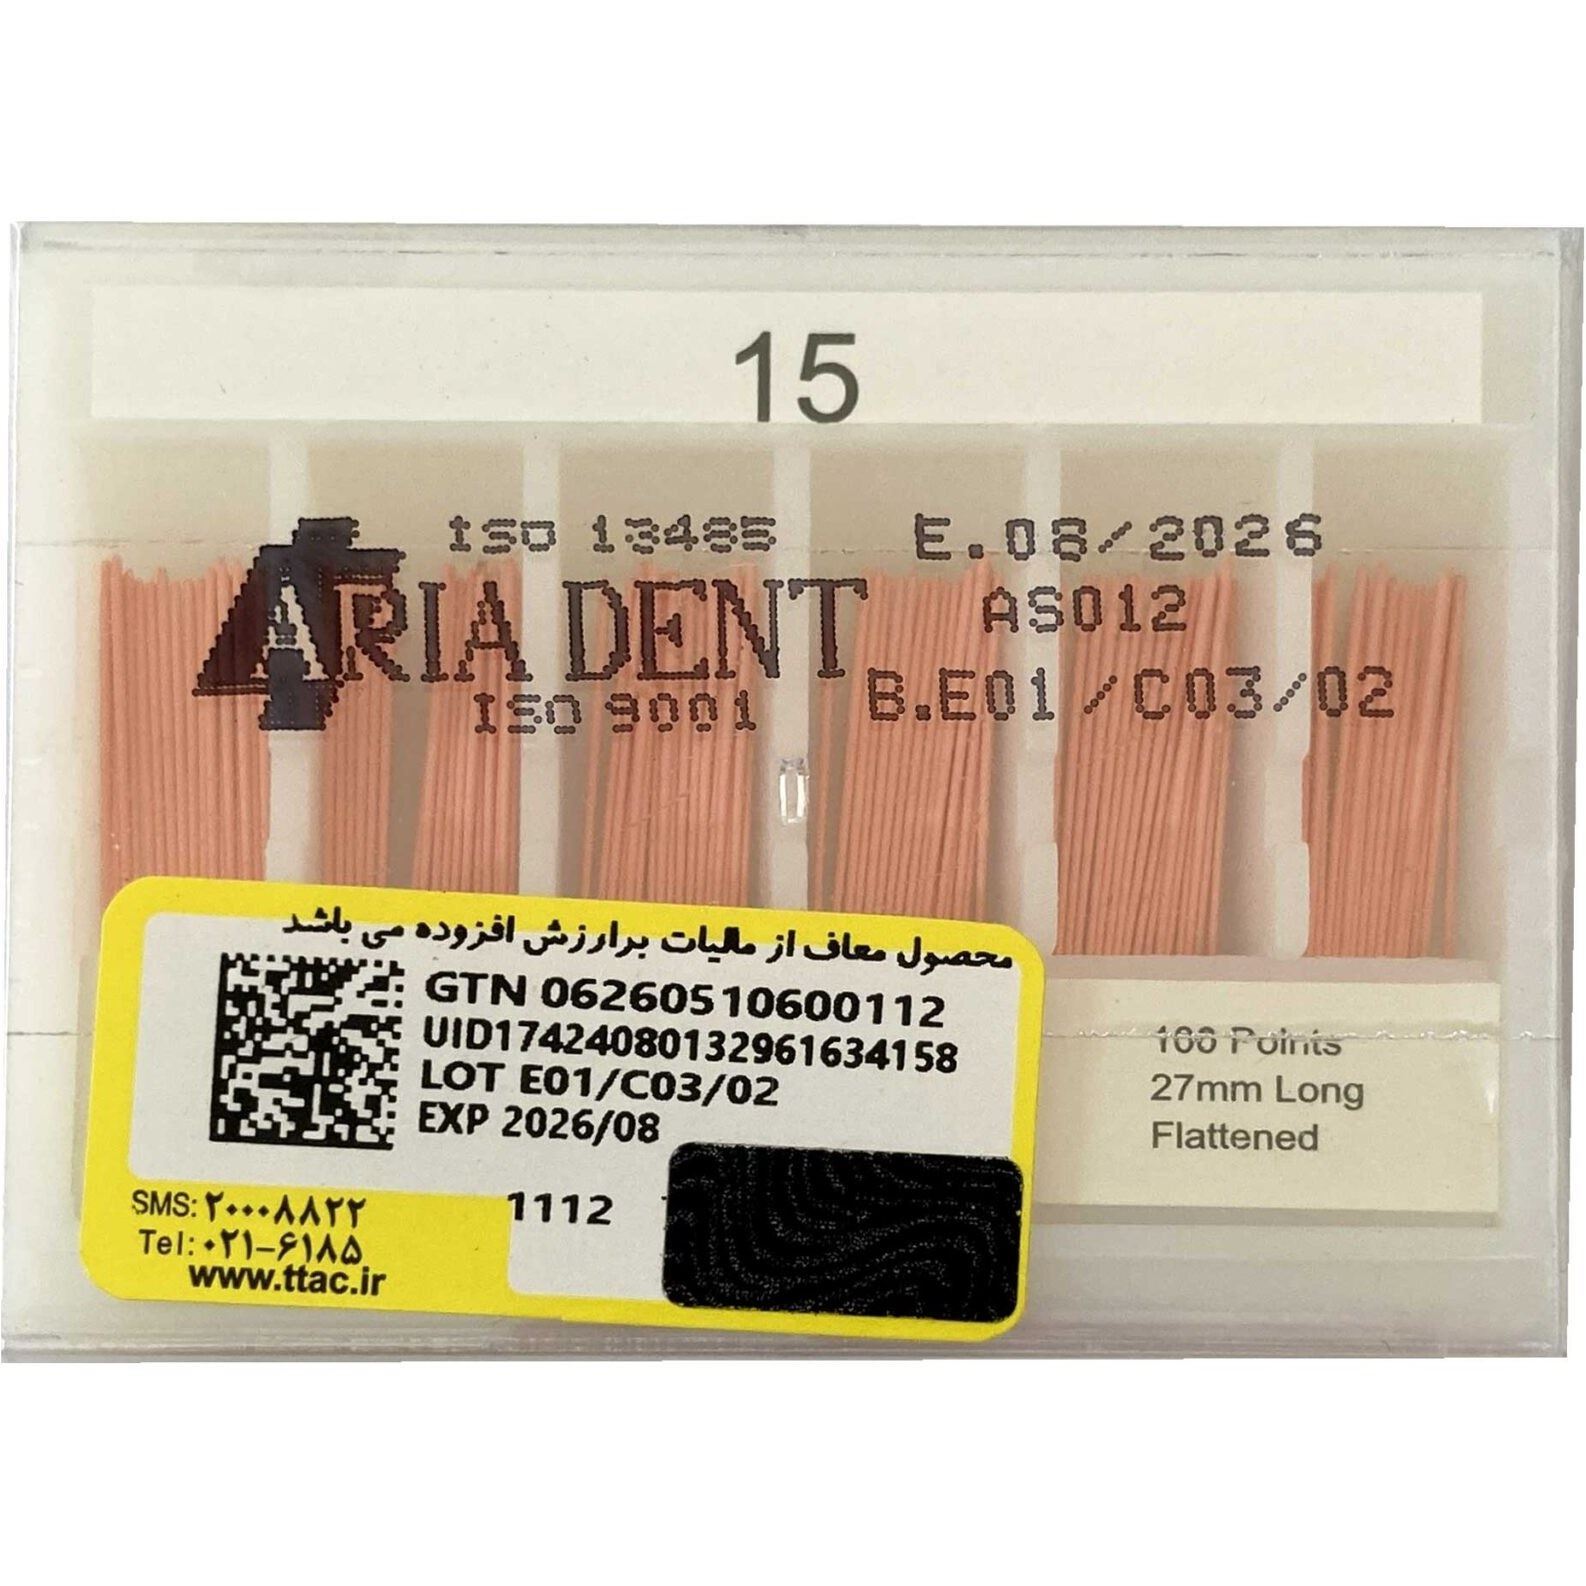 15
ISO 13485
ARIA DENT
ISO 9001
E.08/2026
AS012
B.E01/C03/02
محصول معاف از مالیات برارزش افزوده می باشد
GTN 06260510600112
UID17424080132961634158
LOT E01/C03/02
EXP 2026/08
1112
SMS: ۲۰۰۰۸۸۲۲
Tel: ۰۲۱-۶۱۸۵
www.ttac.ir
100 Points
27mm Long
Flattened